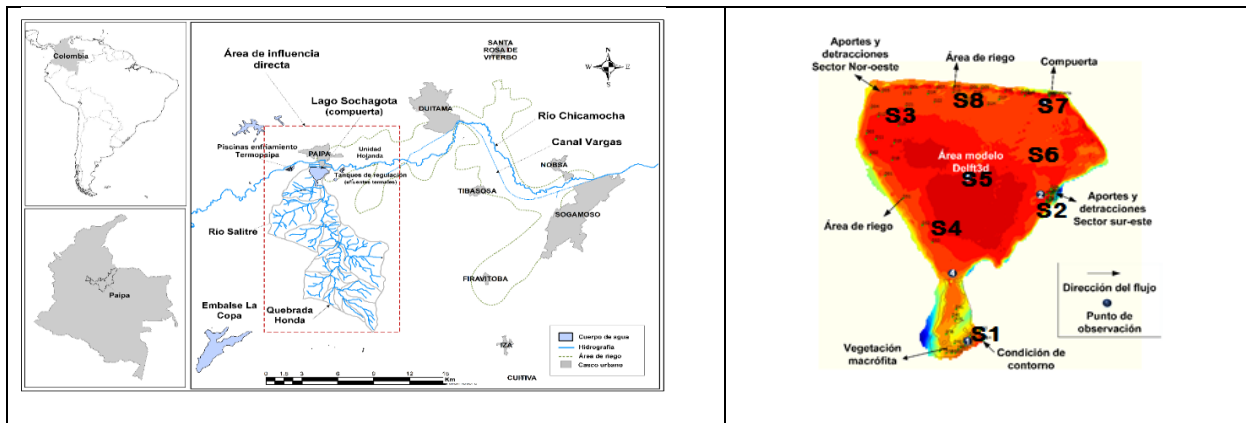 Colombia
Paipa
Área de influencia
directa
Lago Sochagota
(compuerta)
SANTA
ROSA DE
VITERBO
DUITAMA
Río Chicamocha
Canal Vargas
Piscinas enfriamiento
Termopaipa
PAIPA
Unidad
Holanda
Tanques de regulación
NOBSA
TIBASOSA
SOGAMOSO
Río Salitre
FIRAVITOBA
Embalse La
Copa
Quebrada
Honda
IZA
CUITIVA
W
E
S
Cuerpo de agua
Hidrografía
Área de riego
Casco urbano
Km
Aportes y
detracciones
Sector Nor-oeste
Área de riego
Compuerta
S8
S7
S3
S6
Área modelo
Delft3d
S5
2
S2
Aportes y
detracciones
Sector sur-este
Área de riego
S4
4
Dirección del flujo
Punto de
observación
S1
Vegetación
macrófita
Condición de
contorno